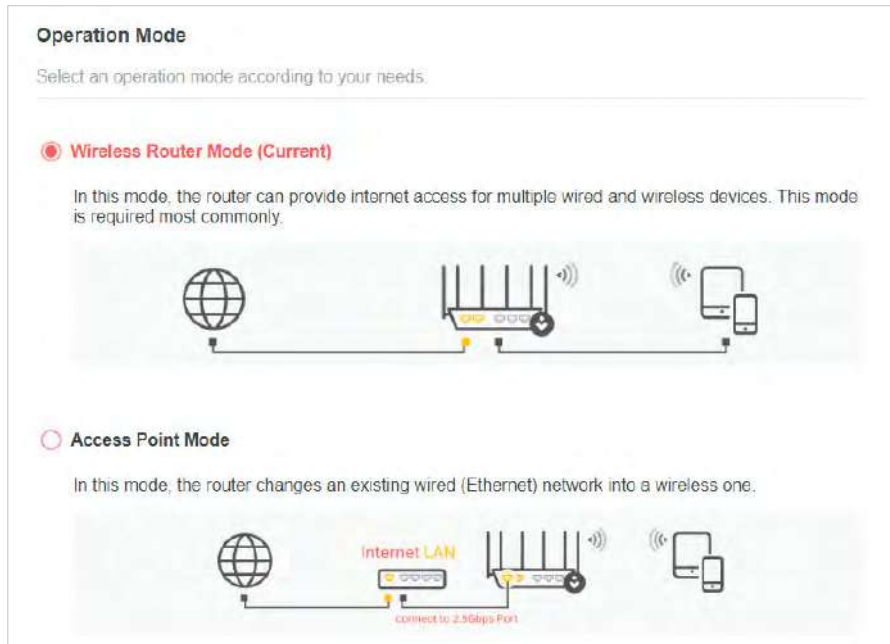 Operation Mode
Select an operation mode according to your needs.
Wireless Router Mode (Current)
In this mode, the router can provide internet access for multiple wired and wireless devices. This mode
is required most commonly.
Access Point Mode
In this mode, the router changes an existing wired (Ethernet) network into a wireless one.
Internet LAN
connect to 2.5Gbps Port